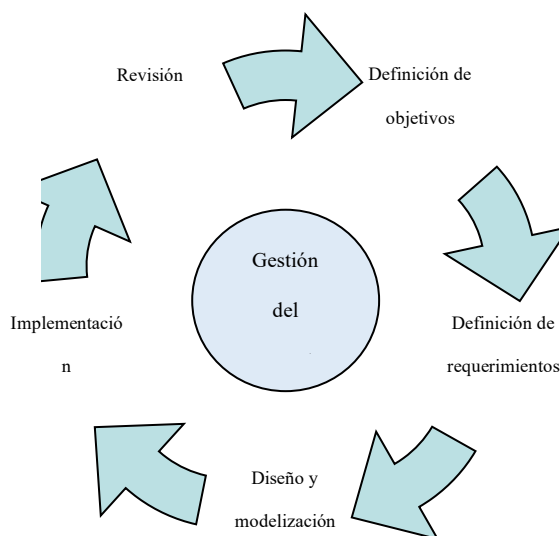 Revisión
Definición de
objetivos
Gestión
del
Implementació
n
Definición de
requerimientos
Diseño y
modelización